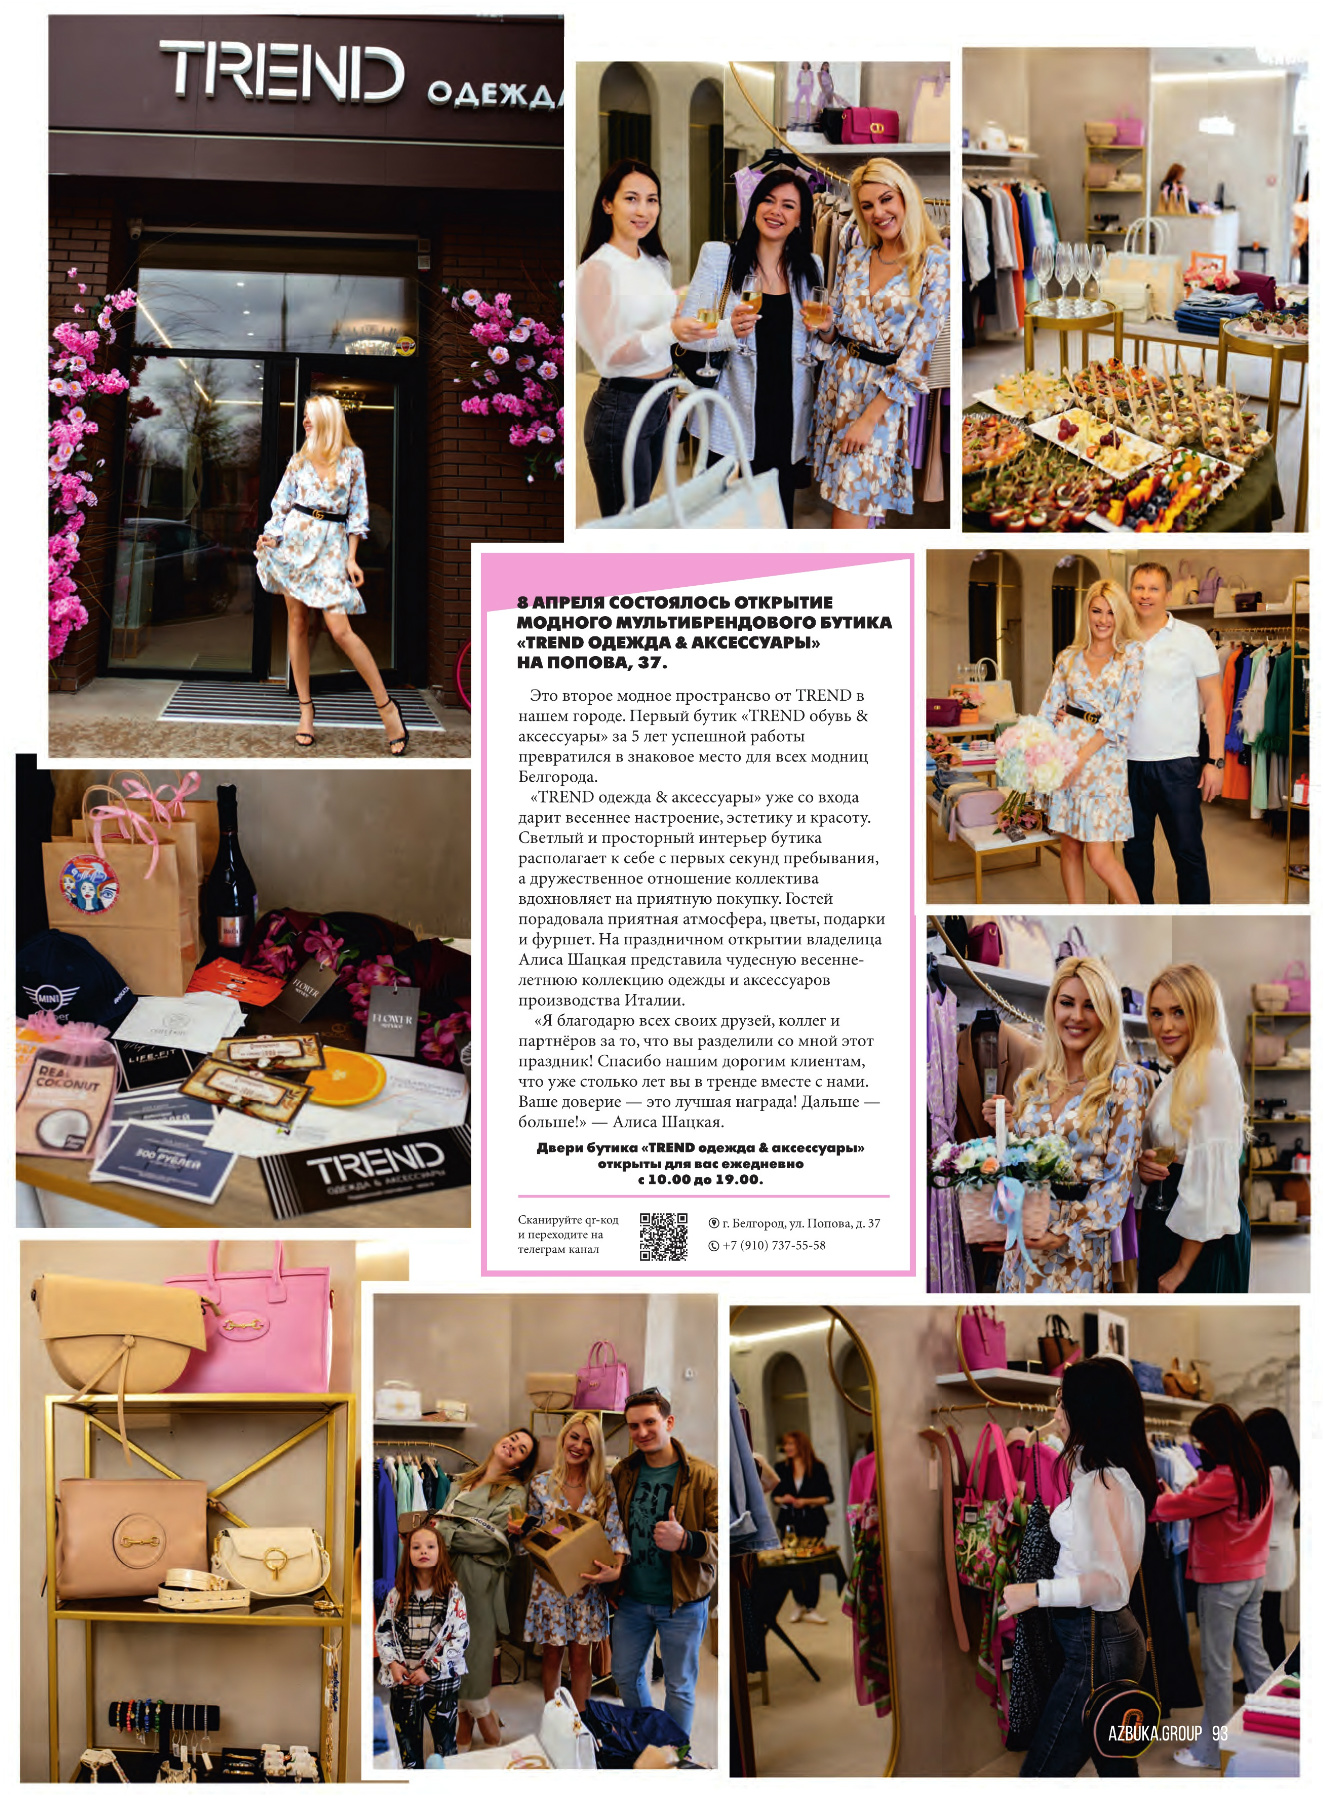 TREND
ОДЕЖДА
8 АПРЕЛЯ СОСТОЯЛОСЬ ОТКРЫТИЕ
МОДНОГО МУЛЬТИБРЕНДОВОГО БУТИКА
«TREND ОДЕЖДА & АКСЕССУАРЫ»
НА ПОПОВА, 37.
Это второе модное пространсво от TREND в
нашем городе. Первый бутик «TREND обувь &
аксессуары» за 5 лет успешной работы
превратился в знаковое место для всех модниц
Белгорода.
«TREND одежда & аксессуары» уже со входа
дарит весеннее настроение, эстетику и красоту.
Светлый и просторный интерьер бутика
располагает к себе с первых секунд пребывания,
а дружественное отношение коллектива
вдохновляет на приятную покупку. Гостей
порадовала приятная атмосфера, цветы, подарки
и фуршет. На праздничном открытии владелица
Алиса Шацкая представила чудесную весенне-
летнюю коллекцию одежды и аксессуаров
производства Италии.
«Я благодарю всех своих друзей, коллег и
партнёров за то, что вы разделили со мной этот
праздник! Спасибо нашим дорогим клиентам,
что уже столько лет вы в тренде вместе с нами.
Ваше доверие — это лучшая награда! Дальше —
больше!» — Алиса Шацкая.
Двери бутика «TREND одежда & аксессуары»
открыты для вас ежедневно
с 10.00 до 19.00.
Сканируйте qr-код
и переходите на
телеграм канал
г. Белгород, ул. Попова, д. 37
+7 (910) 737-55-58
MINI
FLOWER
FLOWER
service
LIFE-FIT
REAL
COCONUT
500 РУБЛЕЙ
TREND
ОДЕЖДА & АКСЕССУАРЫ
AZBUKA.GROUP 93